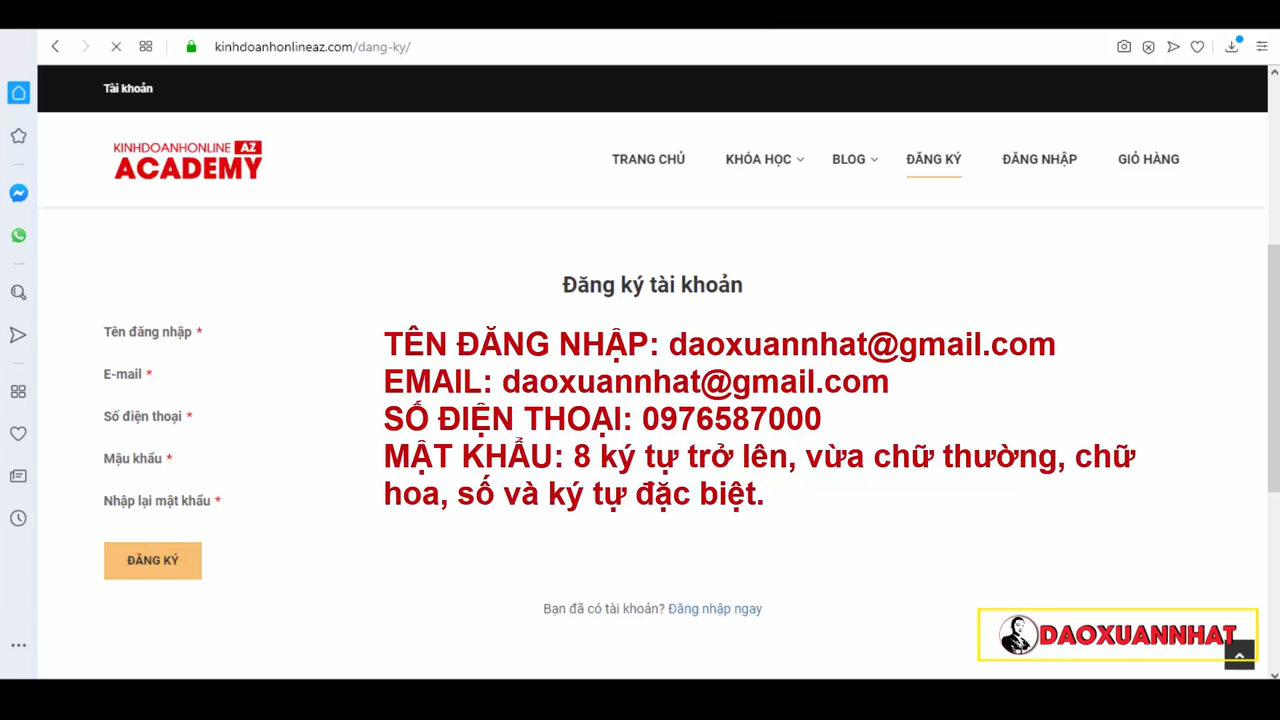 kinhdoanhonlineaz.com/dang-ky/
Tài khoản
KINHDOANHONLINE AZ
ACADEMY
TRANG CHỦ KHÓA HỌC BLOG ĐĂNG KÝ ĐĂNG NHẬP GIỎ HÀNG
Đăng ký tài khoản
Tên đăng nhập *
E-mail *
Số điện thoại *
Mậu khẩu *
Nhập lại mật khẩu *
TÊN ĐĂNG NHẬP: daoxuannhat@gmail.com
EMAIL: daoxuannhat@gmail.com
SỐ ĐIỆN THOẠI: 0976587000
MẬT KHẨU: 8 ký tự trở lên, vừa chữ thường, chữ
hoa, số và ký tự đặc biệt.
ĐĂNG KÝ
Bạn đã có tài khoản? Đăng nhập ngay
DAOXUANNHAT